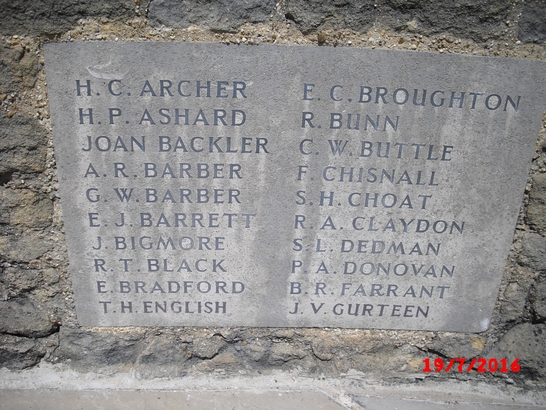 H. C. ARCHER
H. P. ASHARD
JOAN BACKLER
A. R. BARBER
G. W. BARBER
E. J. BARRETT
J. BIGMORE
R. T. BLACK
E. BRADFORD
T. H. ENGLISH
E. C. BROUGHTON
R. BUNN
C. W. BUTTLE
F. CHISNALL
S. H. CHOAT
R. A. CLAYDON
S. L. DEDMAN
P. A. DONOVAN
B. R. FARRANT
J. V. GURTEEN
19/7/2014